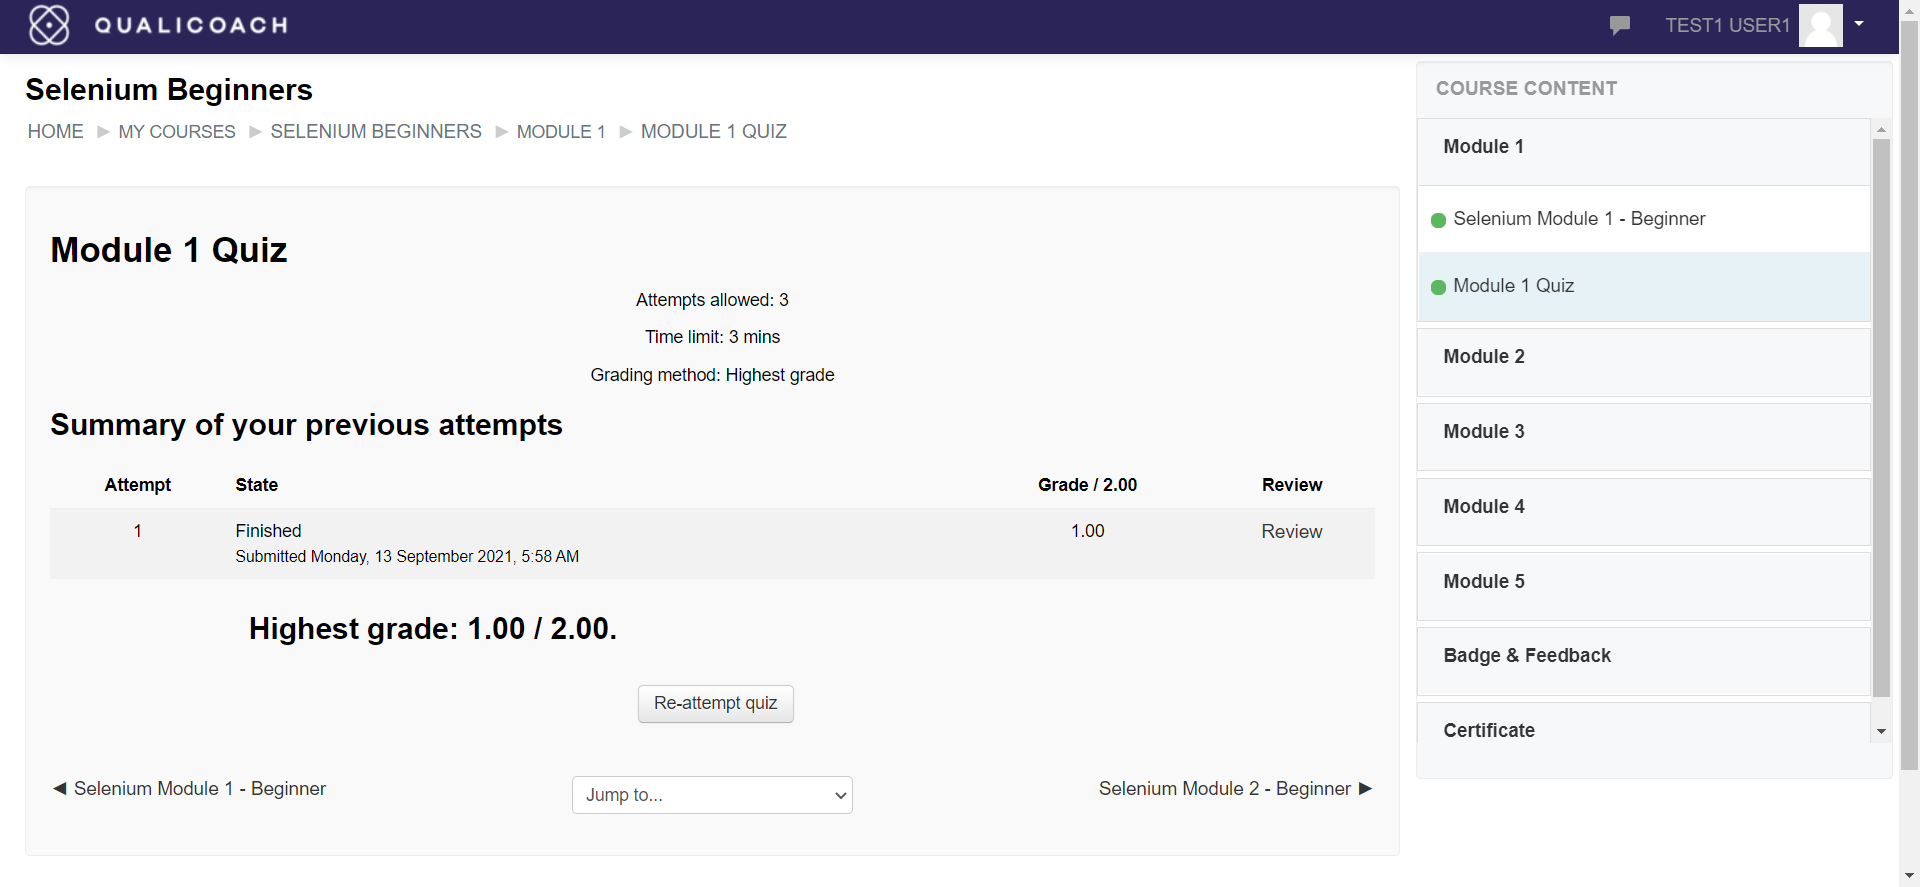 QUALICOACH
TEST1 USER1
Selenium Beginners
HOME ▶ MY COURSES ▶ SELENIUM BEGINNERS ▶ MODULE 1 ▶ MODULE 1 QUIZ
Module 1 Quiz
Attempts allowed: 3
Time limit: 3 mins
Grading method: Highest grade
Summary of your previous attempts
Attempt State Grade / 2.00 Review
1 Finished 1.00 Review
Submitted Monday, 13 September 2021, 5:58 AM
Highest grade: 1.00 / 2.00.
Re-attempt quiz
◀ Selenium Module 1 - Beginner
Jump to...
Selenium Module 2 - Beginner ▶
COURSE CONTENT
Module 1
Selenium Module 1 - Beginner
Module 1 Quiz
Module 2
Module 3
Module 4
Module 5
Badge & Feedback
Certificate